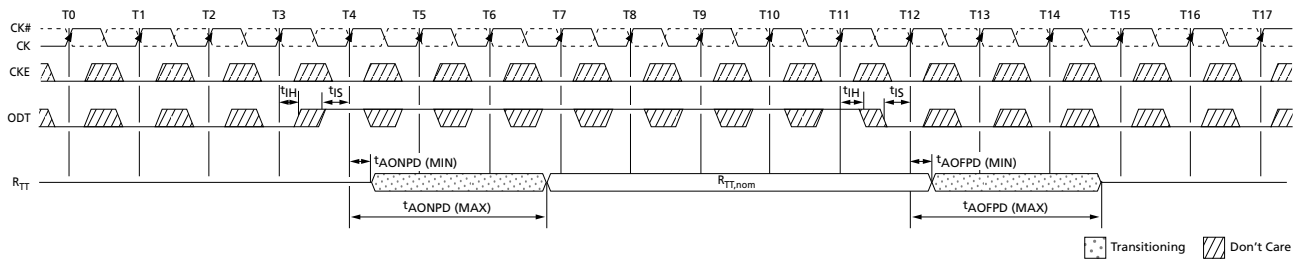 T0 T1 T2 T3 T4 T5 T6 T7 T8 T9 T10 T11 T12 T13 T14 T15 T16 T17
CK#
CK
CKE
tIH tIS tIH tIS
ODT
tAONPD (MIN) tAOFPD (MIN)
RTT RTT,nom
tAONPD (MAX) tAOFPD (MAX)
Transitioning Don't Care